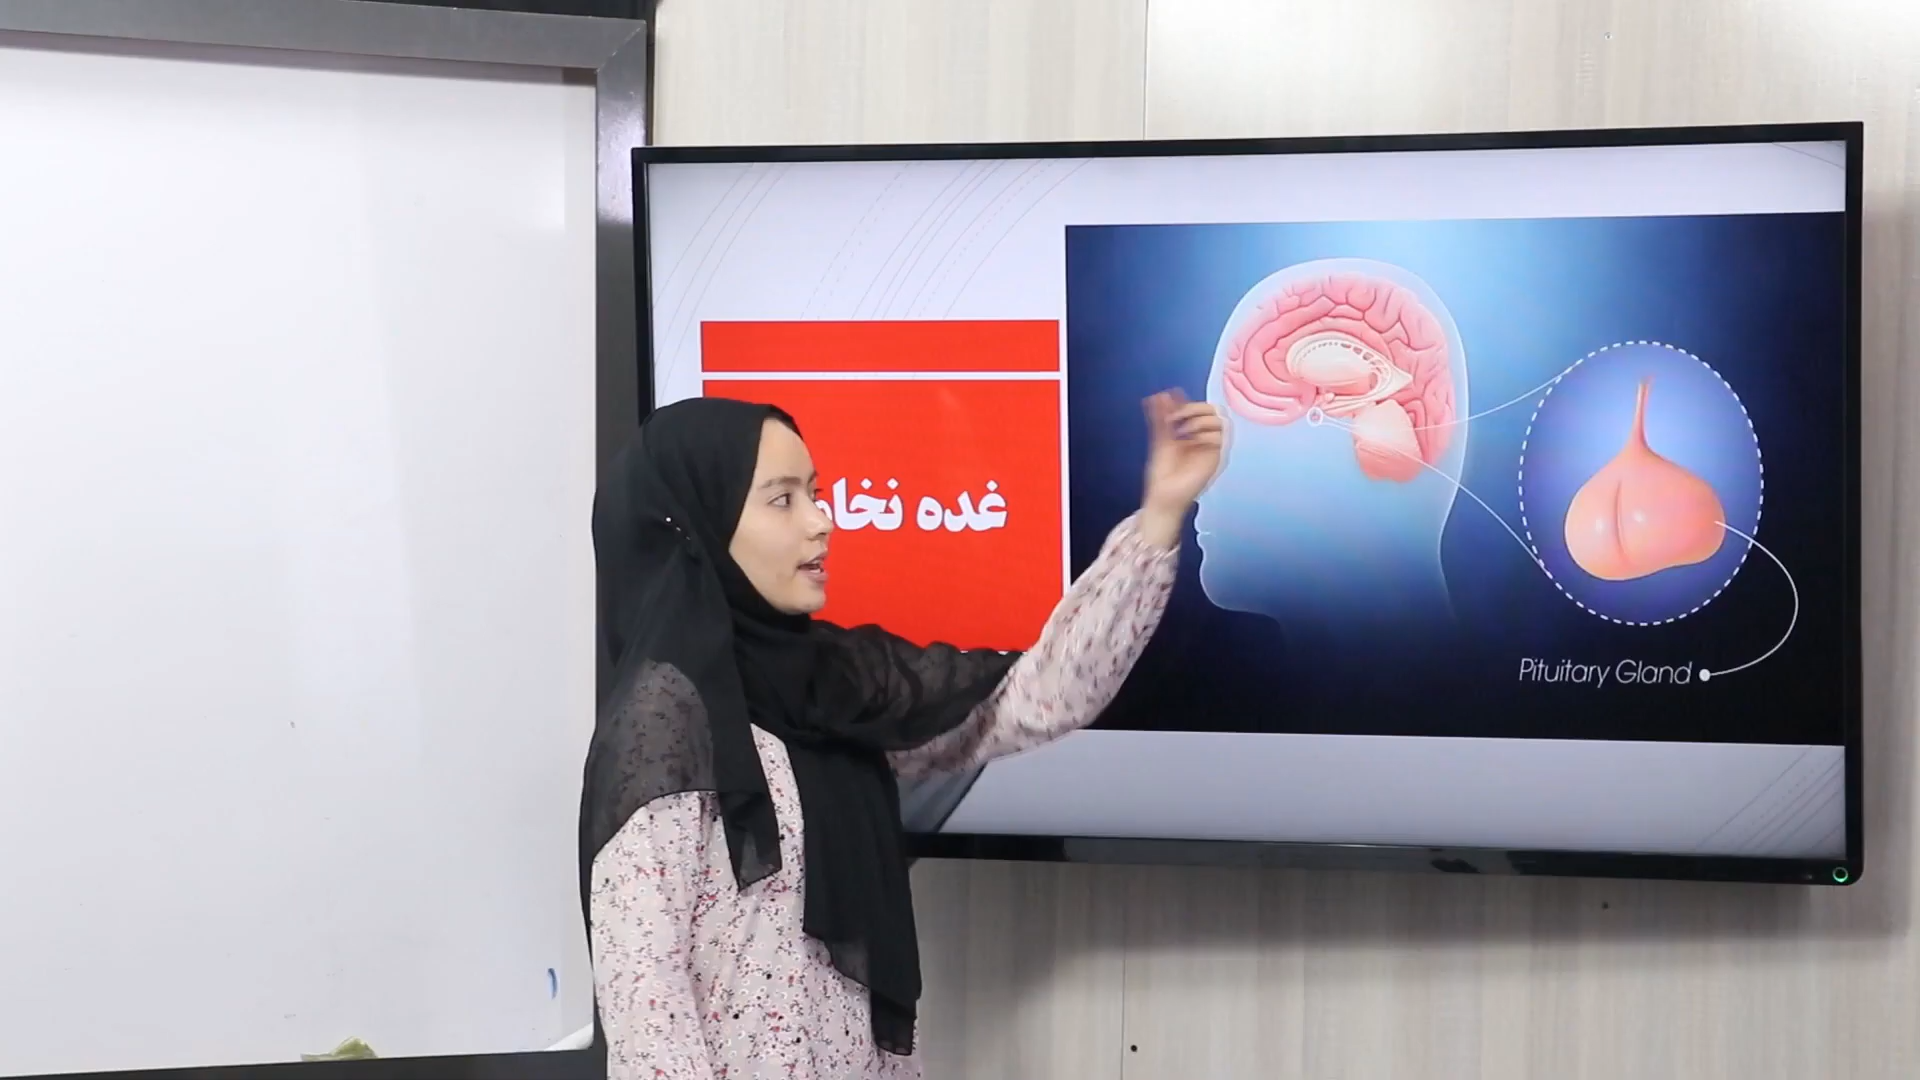 غده
Pituitary Gland